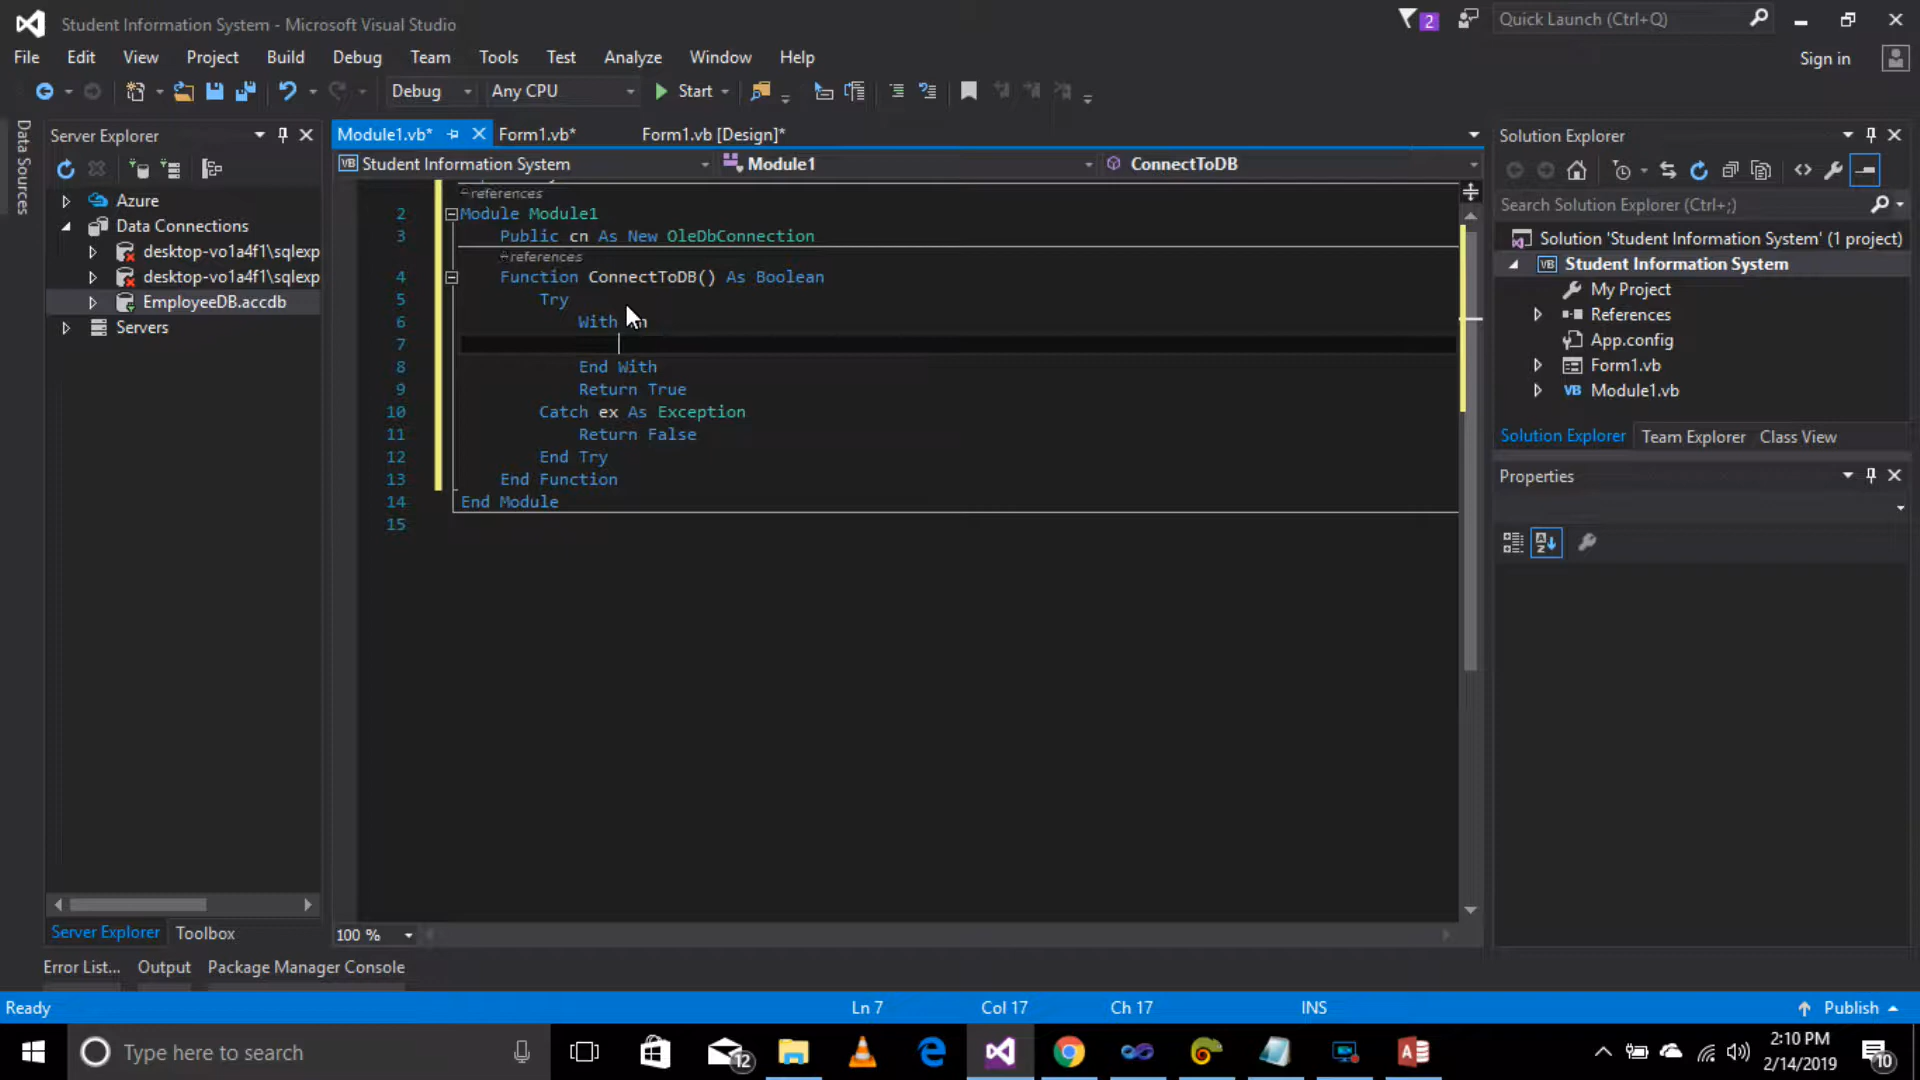 Student Information System - Microsoft Visual Studio
2
Quick Launch (Ctrl+Q)
File Edit View Project Build Debug Team Tools Test Analyze Window Help
Sign in
Debug Any CPU Start
Data Sources
Server Explorer
Azure
Data Connections
desktop-vo1a4f1\sqlexp
desktop-vo1a4f1\sqlexp
EmployeeDB.accdb
Servers
Server Explorer Toolbox
Module1.vb* Form1.vb* Form1.vb [Design]*
Student Information System Module1 ConnectToDB
references
2 Module Module1
3 Public cn As New OleDbConnection
references
4 Function ConnectToDB() As Boolean
5 Try
6 With
7
8 End With
9 Return True
10 Catch ex As Exception
11 Return False
12 End Try
13 End Function
14 End Module
15
100 %
Solution Explorer
Search Solution Explorer (Ctrl+;)
Solution 'Student Information System' (1 project)
Student Information System
My Project
References
App.config
Form1.vb
Module1.vb
Solution Explorer Team Explorer Class View
Properties
Error List... Output Package Manager Console
Ready Ln 7 Col 17 Ch 17 INS Publish
Type here to search
12
2:10 PM
2/14/2019
10